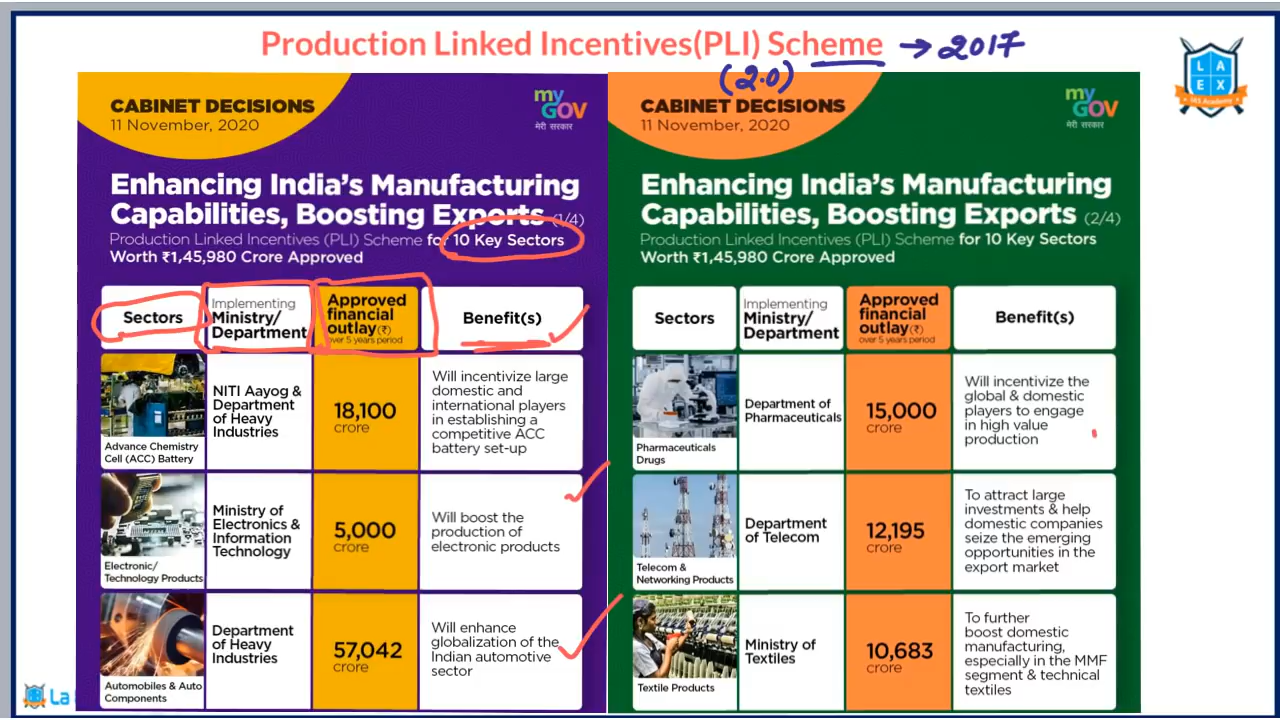 Production Linked Incentives(PLI) Scheme → 2017
(2.0)
LAEX
IAS Academy
CABINET DECISIONS
11 November, 2020
my
GOV
मेरी सरकार
Enhancing India's Manufacturing
Capabilities, Boosting Exports (1/4)
Production Linked Incentives (PLI) Scheme for 10 Key Sectors
Worth ₹1,45,980 Crore Approved
Sectors
Implementing
Ministry/
Department
Approved
financial
outlay(₹)
over 5 years period
Benefit(s)
Advance Chemistry
Cell (ACC) Battery
NITI Aayog &
Department
of Heavy
Industries
18,100
crore
Will incentivize large
domestic and
international players
in establishing a
competitive ACC
battery set-up
Electronic/
Technology Products
Ministry of
Electronics &
Information
Technology
5,000
crore
Will boost the
production of
electronic products
Automobiles & Auto
Components
Department
of Heavy
Industries
57,042
crore
Will enhance
globalization of the
Indian automotive
sector
CABINET DECISIONS
11 November, 2020
my
GOV
मेरी सरकार
Enhancing India's Manufacturing
Capabilities, Boosting Exports (2/4)
Production Linked Incentives (PLI) Scheme for 10 Key Sectors
Worth ₹1,45,980 Crore Approved
Sectors
Implementing
Ministry/
Department
Approved
financial
outlay(₹)
over 5 years period
Benefit(s)
Pharmaceuticals
Drugs
Department of
Pharmaceuticals
15,000
crore
Will incentivize the
global & domestic
players to engage
in high value
production
Telecom &
Networking Products
Department
of Telecom
12,195
crore
To attract large
investments & help
domestic companies
seize the emerging
opportunities in the
export market
Textile Products
Ministry of
Textiles
10,683
crore
To further
boost domestic
manufacturing,
especially in the MMF
segment & technical
textiles
La